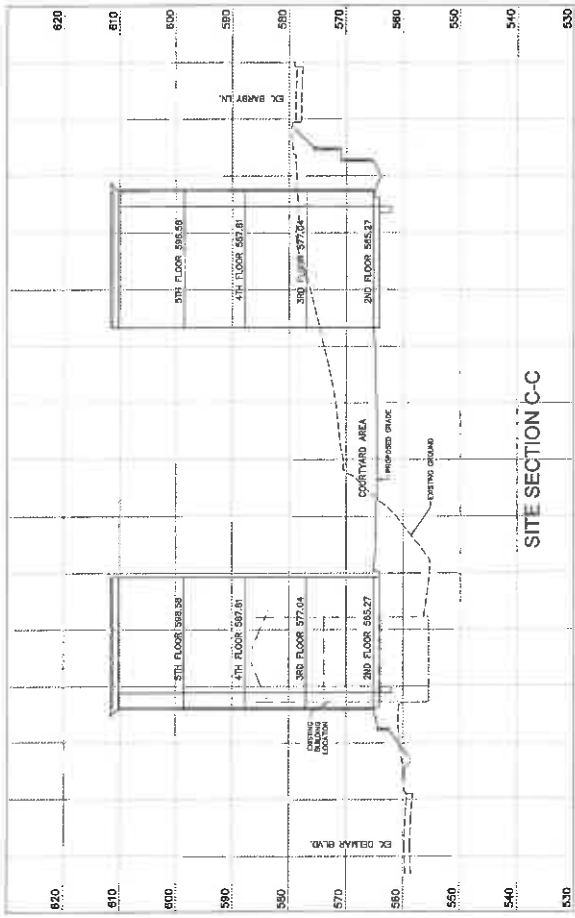 620
610
600
590
580
570
560
550
540
530
EX. DELMAR BLVD.
EXISTING
BUILDING
LOCATION
5TH FLOOR 598.58
4TH FLOOR 587.81
3RD FLOOR 577.04
2ND FLOOR 565.27
COURTYARD AREA
PROPOSED GRADE
EXISTING GROUND
5TH FLOOR 598.58
4TH FLOOR 587.81
3RD FLOOR 577.04
2ND FLOOR 565.27
EX. BARBY LN.
620
610
600
590
580
570
560
550
540
530
SITE SECTION C-C